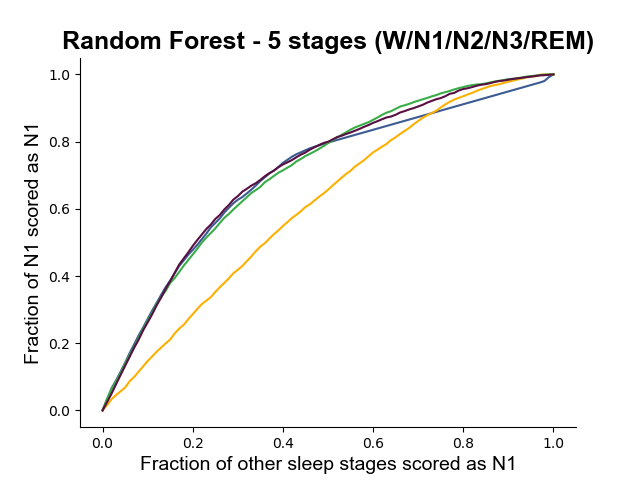 Random Forest - 5 stages (W/N1/N2/N3/REM)
Fraction of N1 scored as N1
1.0
0.8
0.6
0.4
0.2
0.0
0.0 0.2 0.4 0.6 0.8 1.0
Fraction of other sleep stages scored as N1